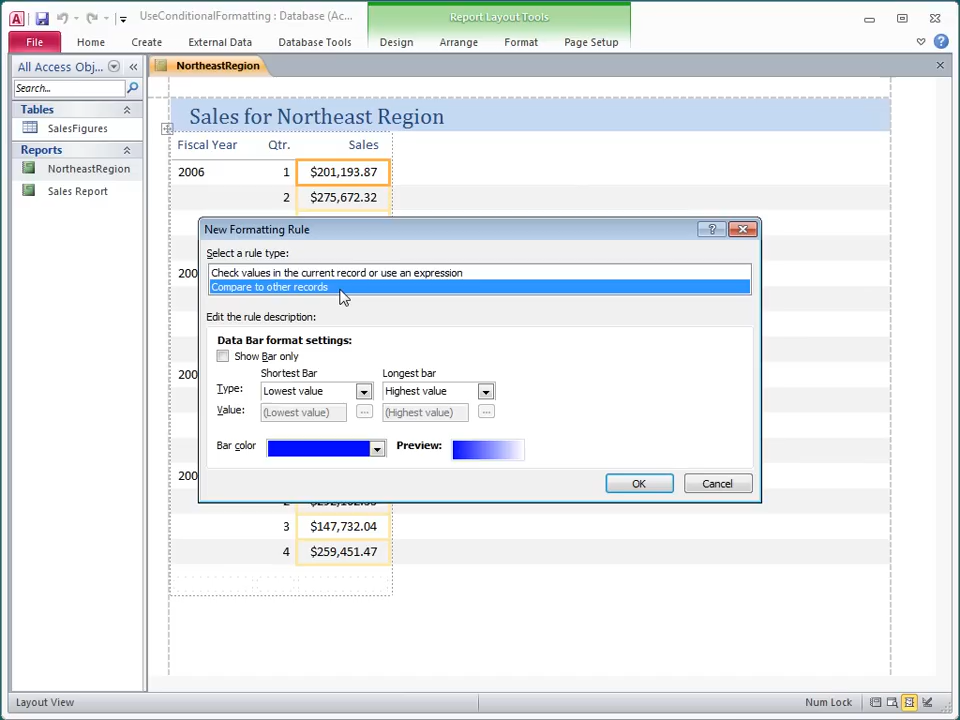 UseConditionalFormatting : Database (Ac...
Report Layout Tools
File
Home
Create
External Data
Database Tools
Design
Arrange
Format
Page Setup
All Access Obj...
Search...
Tables
SalesFigures
Reports
NortheastRegion
Sales Report
NortheastRegion
Sales for Northeast Region
Fiscal Year Qtr. Sales
2006 1 $201,193.87
2 $275,672.32
New Formatting Rule
Select a rule type:
Check values in the current record or use an expression
Compare to other records
Edit the rule description:
Data Bar format settings:
Show Bar only
Shortest Bar Longest bar
Type: Lowest value Highest value
Value: (Lowest value) ... (Highest value) ...
Bar color Preview:
OK Cancel
3 $147,732.04
4 $259,451.47
Layout View
Num Lock